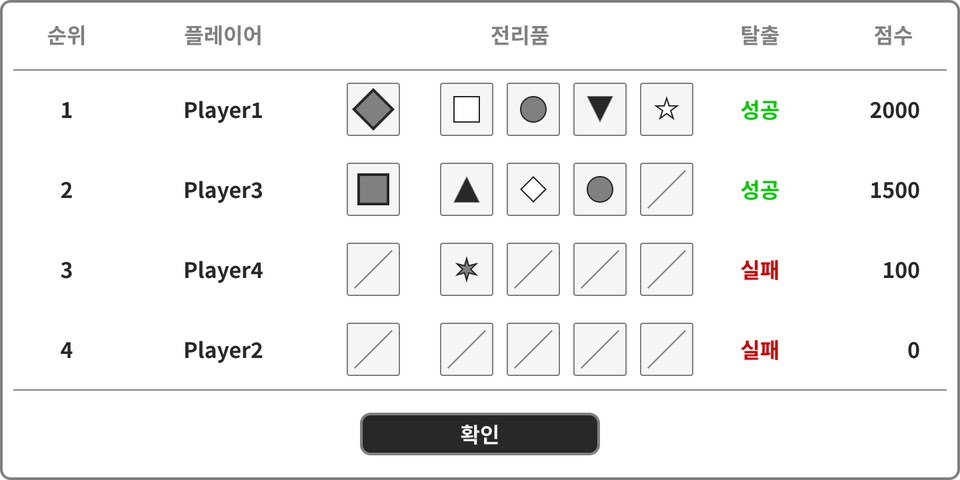 순위 플레이어 전리품 탈출 점수
1 Player1 성공 2000
2 Player3 성공 1500
3 Player4 실패 100
4 Player2 실패 0
확인